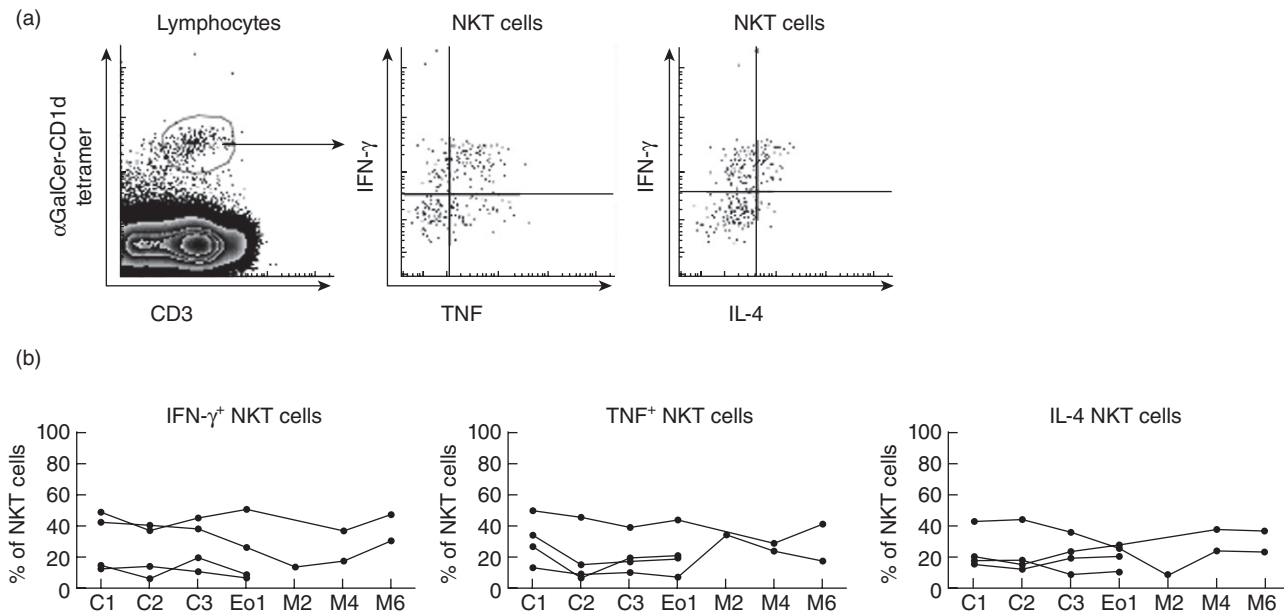 (a)
Lymphocytes
NKT cells
NKT cells
αGalCer-CD1d
tetramer
IFN-γ
IFN-γ
CD3
TNF
IL-4
(b)
IFN-γ+ NKT cells
TNF+ NKT cells
IL-4 NKT cells
% of NKT cells
100
80
60
40
20
0
C1 C2 C3 Eo1 M2 M4 M6
% of NKT cells
100
80
60
40
20
0
C1 C2 C3 Eo1 M2 M4 M6
% of NKT cells
100
80
60
40
20
0
C1 C2 C3 Eo1 M2 M4 M6